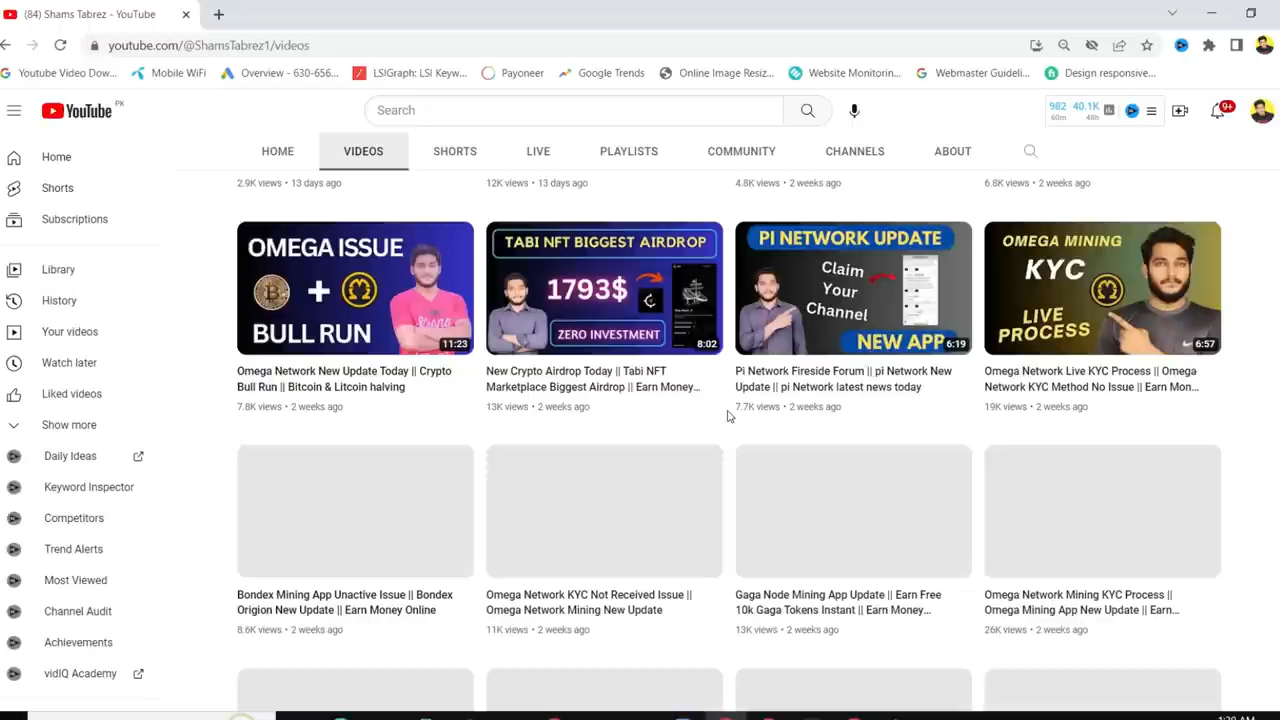 (84) Shams Tabrez - YouTube
youtube.com/@ShamsTabrez1/videos
Youtube Video Dow... Mobile WiFi Overview - 630-656... LSIGraph: LSI Keyw... Payoneer Google Trends Online Image Resiz... Website Monitorin... Webmaster Guideli... Design responsive...
YouTube PK
Search
982 40.1K
60m 48h
9+
HOME VIDEOS SHORTS LIVE PLAYLISTS COMMUNITY CHANNELS ABOUT
Home
Shorts
Subscriptions
Library
History
Your videos
Watch later
Liked videos
Show more
Daily Ideas
Keyword Inspector
Competitors
Trend Alerts
Most Viewed
Channel Audit
Achievements
vidIQ Academy
2.9K views • 13 days ago
12K views • 13 days ago
4.8K views • 2 weeks ago
6.8K views • 2 weeks ago
OMEGA ISSUE
+
BULL RUN
11:23
Omega Network New Update Today || Crypto
Bull Run || Bitcoin & Litcoin halving
7.8K views • 2 weeks ago
TABI NFT BIGGEST AIRDROP
1793$
ZERO INVESTMENT
8:02
New Crypto Airdrop Today || Tabi NFT
Marketplace Biggest Airdrop || Earn Money...
13K views • 2 weeks ago
PI NETWORK UPDATE
Claim
Your
Channel
NEW APP
6:19
Pi Network Fireside Forum || pi Network New
Update || pi Network latest news today
7.7K views • 2 weeks ago
OMEGA MINING
KYC
LIVE
PROCESS
6:57
Omega Network Live KYC Process || Omega
Network KYC Method No Issue || Earn Mon...
19K views • 2 weeks ago
Bondex Mining App Unactive Issue || Bondex
Origion New Update || Earn Money Online
8.6K views • 2 weeks ago
Omega Network KYC Not Received Issue ||
Omega Network Mining New Update
11K views • 2 weeks ago
Gaga Node Mining App Update || Earn Free
10k Gaga Tokens Instant || Earn Money...
13K views • 2 weeks ago
Omega Network Mining KYC Process ||
Omega Mining App New Update || Earn...
26K views • 2 weeks ago